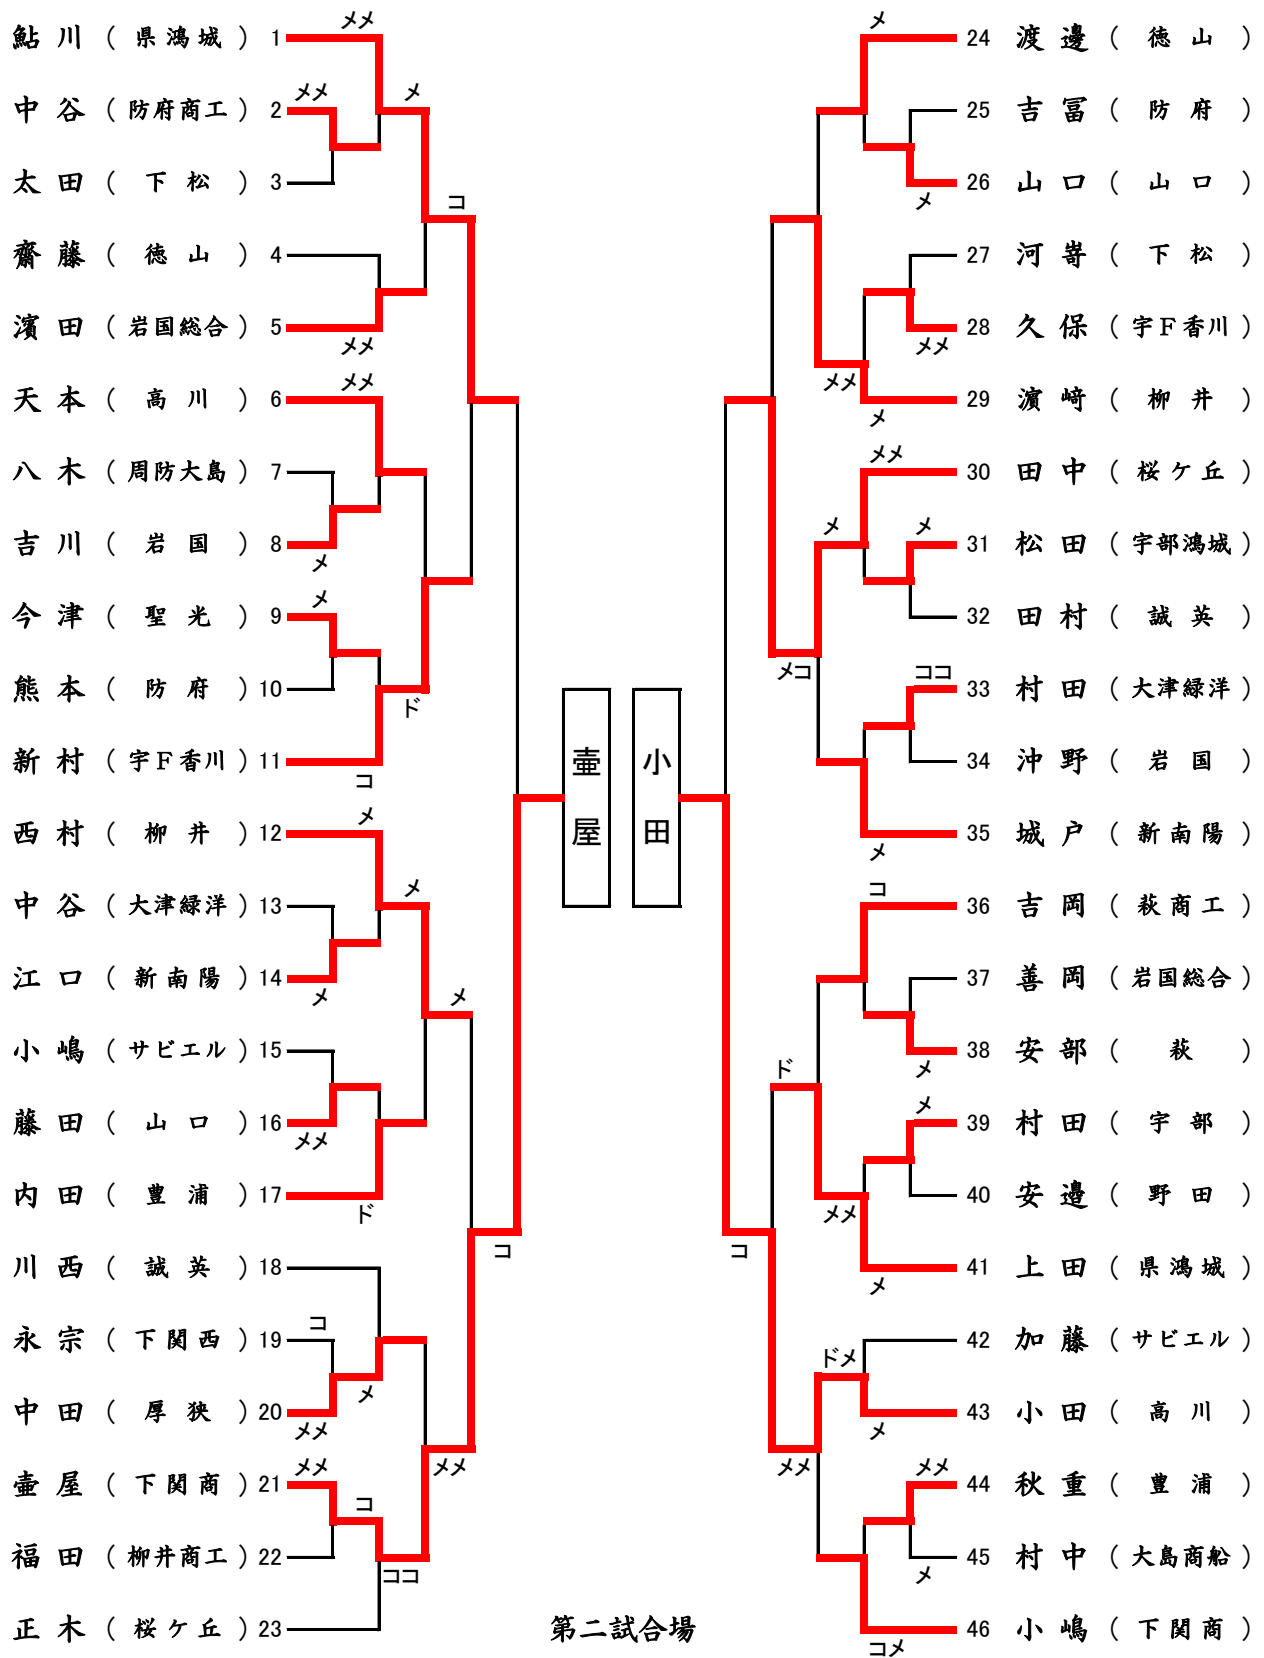 鮎川(県鴻城)1
メメ
中谷(防府商工)2
メメ
メ
太田(下松)3
コ
齋藤(徳山)4
濱田(岩国総合)5
メメ
天本(高川)6
メメ
八木(周防大島)7
吉川(岩国)8
メ
今津(聖光)9
メ
熊本(防府)10
ド
新村(宇F香川)11
コ
西村(柳井)12
メ
中谷(大津緑洋)13
メ
江口(新南陽)14
メ
メ
小嶋(サビエル)15
藤田(山口)16
メメ
内田(豊浦)17
ド
コ
川西(誠英)18
永宗(下関西)19
コ
メ
中田(厚狭)20
メメ
メメ
壷屋(下関商)21
メメ
コ
福田(柳井商工)22
ココ
正木(桜ケ丘)23
壷屋
小田
メ
24 渡邊(徳山)
25 吉冨(防府)
26 山口(山口)
メ
27 河嵜(下松)
28 久保(宇F香川)
メメ
メメ
29 濵﨑(柳井)
メ
メメ
30 田中(桜ケ丘)
メ
メ
31 松田(宇部鴻城)
32 田村(誠英)
メコ
ココ
33 村田(大津緑洋)
34 沖野(岩国)
35 城戸(新南陽)
メ
コ
36 吉岡(萩商工)
37 善岡(岩国総合)
38 安部(萩)
メ
ド
メ
39 村田(宇部)
40 安邉(野田)
メメ
コ
41 上田(県鴻城)
メ
42 加藤(サビエル)
ドメ
43 小田(高川)
メ
メメ
メメ
44 秋重(豊浦)
45 村中(大島商船)
メ
46 小嶋(下関商)
コメ
第二試合場